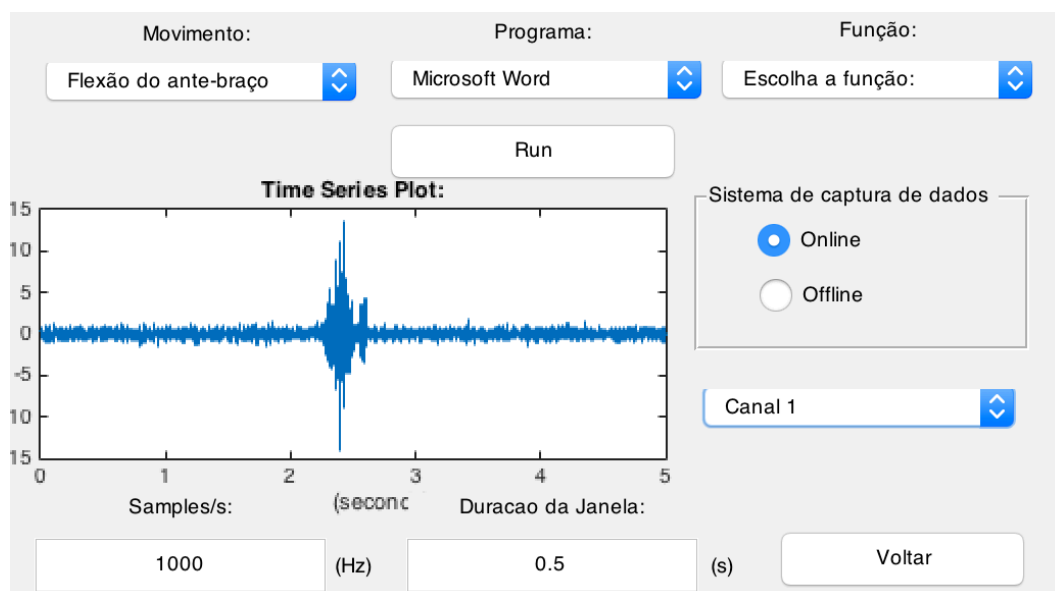 Movimento: Programa: Função:
Flexão do ante-braço Microsoft Word Escolha a função:
Run
Time Series Plot:
Sistema de captura de dados
Online
Offline
Canal 1
15
10
5
0
-5
10
15
0 1 2 3 4 5
(second
Samples/s: Duracao da Janela:
1000 (Hz) 0.5 (s) Voltar